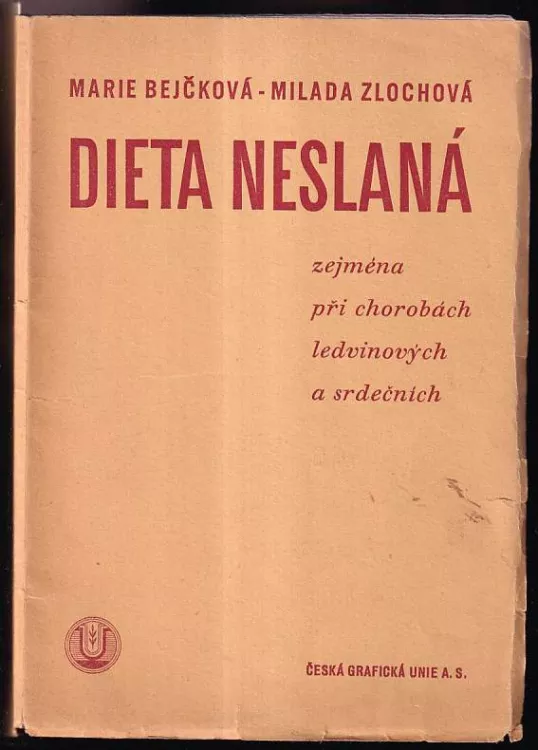 MARIE BEJČKOVÁ - MILADA ZLOCHOVÁ
DIETA NESLANÁ
zejména
při chorobách
ledvinových
a srdečních
U
ČESKÁ GRAFICKÁ UNIE A. S.